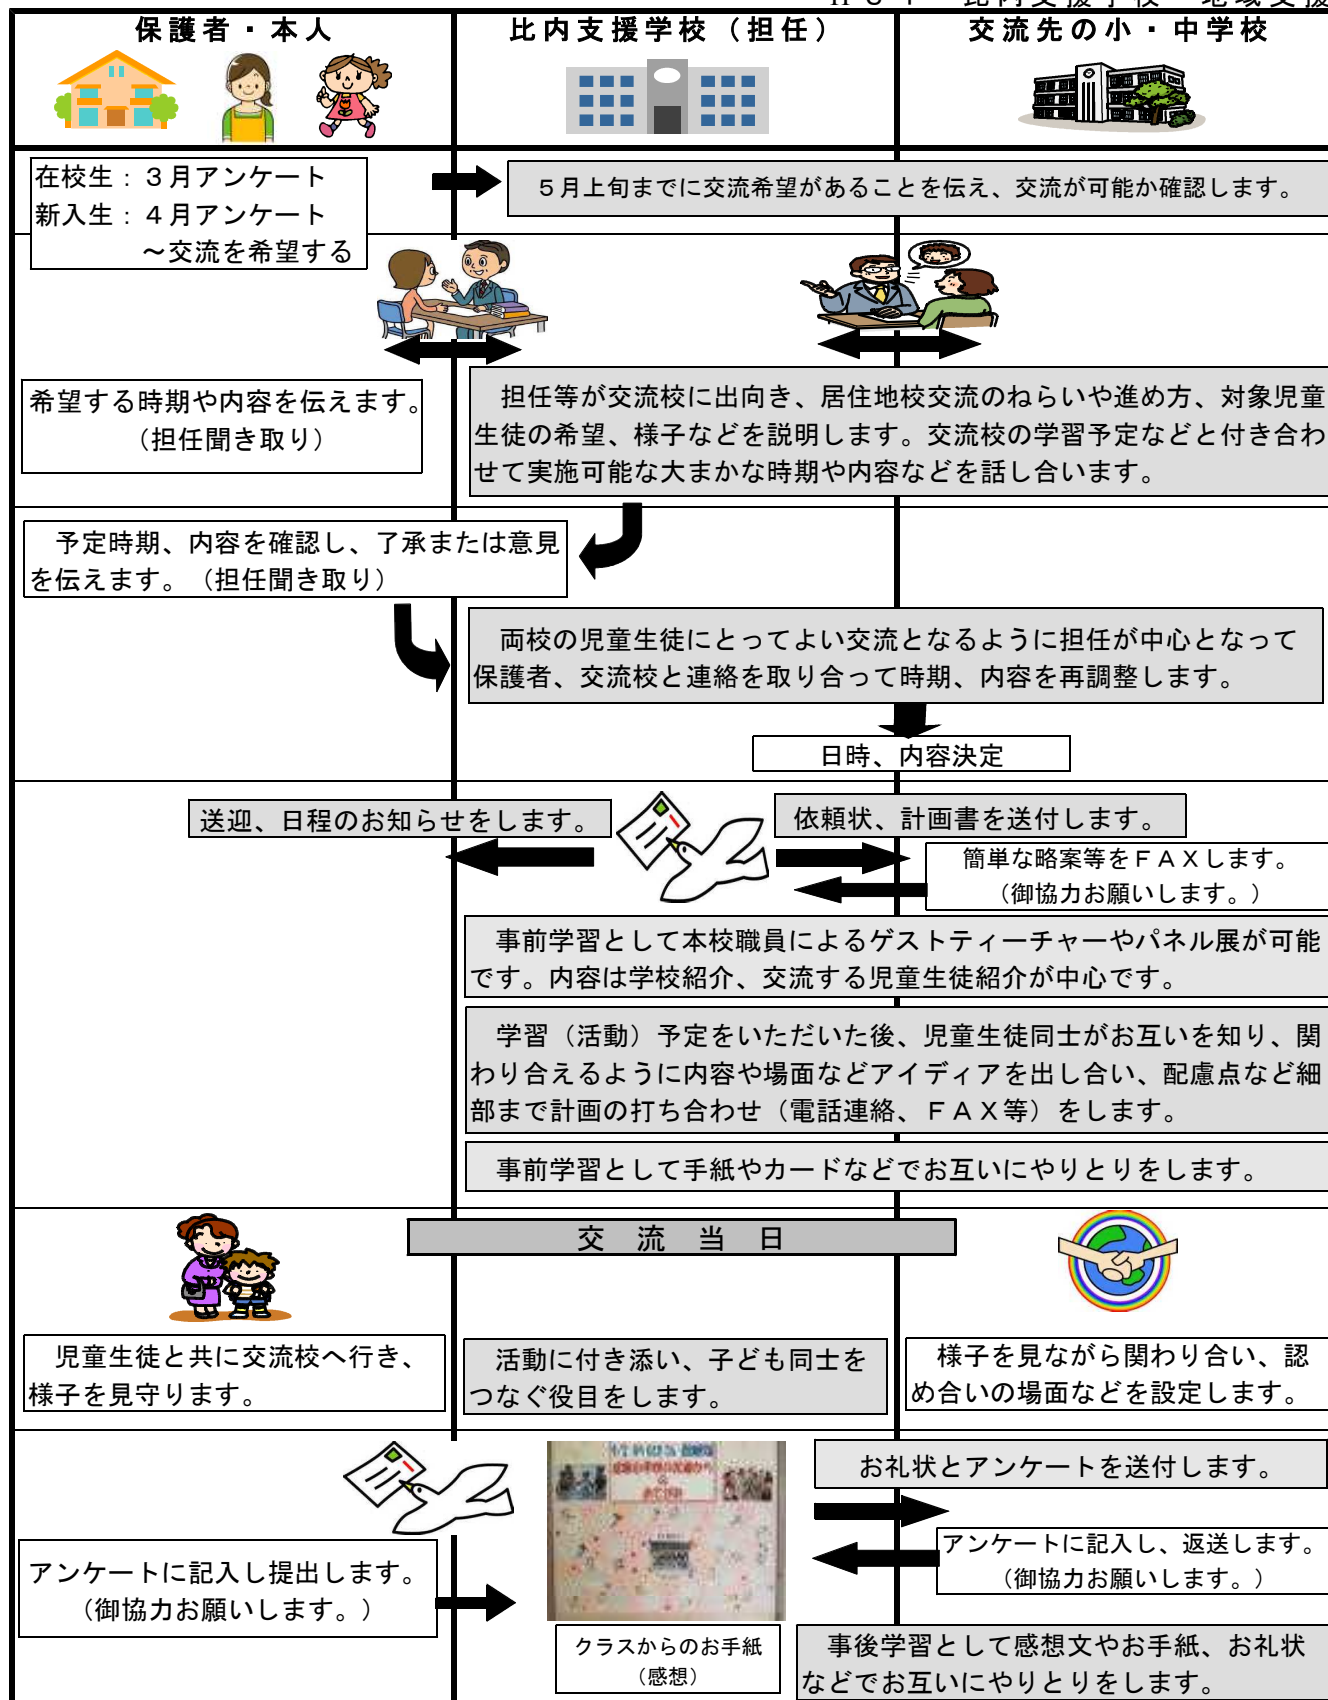 比内支援学校 地域支援
保護者・本人
比内支援学校（担任）
交流先の小・中学校
在校生：３月アンケート
新入生：４月アンケート
～交流を希望する
５月上旬までに交流希望があることを伝え、交流が可能か確認します。
希望する時期や内容を伝えます。
（担任聞き取り）
担任等が交流校に出向き、居住地校交流のねらいや進め方、対象児童
生徒の希望、様子などを説明します。交流校の学習予定などと付き合わ
せて実施可能な大まかな時期や内容などを話し合います。
予定時期、内容を確認し、了承または意見
を伝えます。（担任聞き取り）
両校の児童生徒にとってよい交流となるように担任が中心となって
保護者、交流校と連絡を取り合って時期、内容を再調整します。
日時、内容決定
送迎、日程のお知らせをします。
依頼状、計画書を送付します。
簡単な略案等をＦＡＸします。
（御協力お願いします。）
事前学習として本校職員によるゲストティーチャーやパネル展が可能
です。内容は学校紹介、交流する児童生徒紹介が中心です。
学習（活動）予定をいただいた後、児童生徒同士がお互いを知り、関
わり合えるように内容や場面などアイディアを出し合い、配慮点など細
部まで計画の打ち合わせ（電話連絡、ＦＡＸ等）をします。
事前学習として手紙やカードなどでお互いにやりとりをします。
交流当日
児童生徒と共に交流校へ行き、
様子を見守ります。
活動に付き添い、子ども同士を
つなぐ役目をします。
様子を見ながら関わり合い、認
め合いの場面などを設定します。
お礼状とアンケートを送付します。
アンケートに記入し、返送します。
（御協力お願いします。）
アンケートに記入し提出します。
（御協力お願いします。）
クラスからのお手紙
（感想）
事後学習として感想文やお手紙、お礼状
などでお互いにやりとりをします。